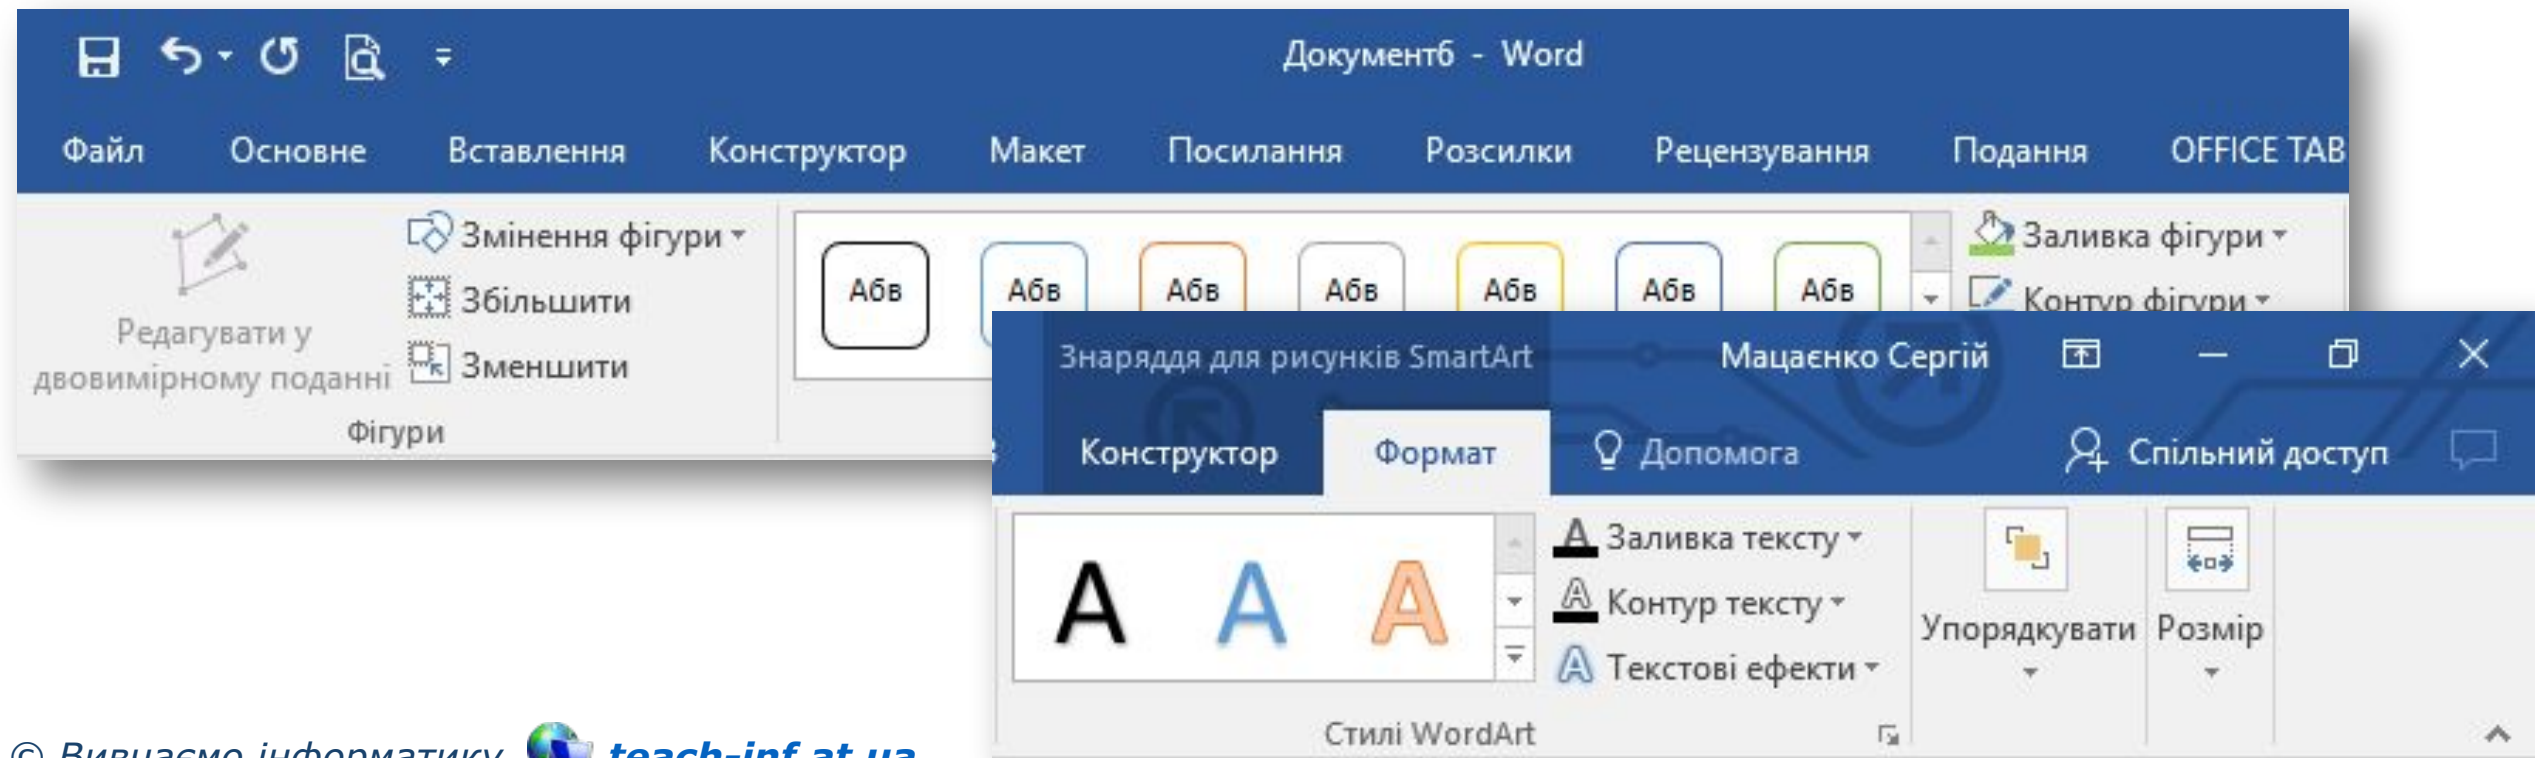 Документ6 - Word
Файл Основне Вставлення Конструктор Макет Посилання Розсилки Рецензування Подання OFFICE TAB
Редагувати у
двовимірному поданні
Змінення фігури
Збільшити
Зменшити
Фігури
Абв Абв Абв Абв Абв Абв Абв
Заливка фігури
Контур фігури
Знаряддя для рисунків SmartArt Мацаєнко Сергій
Конструктор Формат Допомога Спільний доступ
A A A
Заливка тексту
Контур тексту
Текстові ефекти
Стилі WordArt
Упорядкувати
Розмір
© Вивчаємо інформатику teach-inf.at.ua